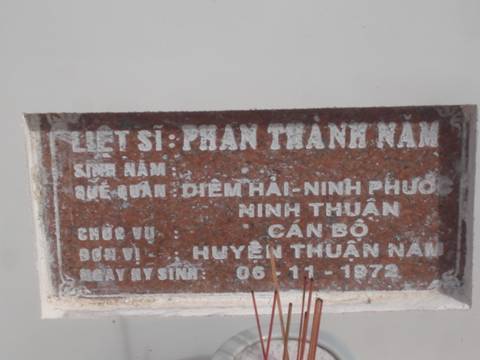 LIỆT SĨ : PHAN THÀNH NĂM
SINH NĂM :
QUÊ QUÁN : DIÊM HẢI-NINH PHƯỚC
NINH THUẬN
CHỨC VỤ : CÁN BỘ
ĐƠN VỊ : HUYỆN THUẬN NAM
NGÀY HY SINH : 06 - 11 - 1972